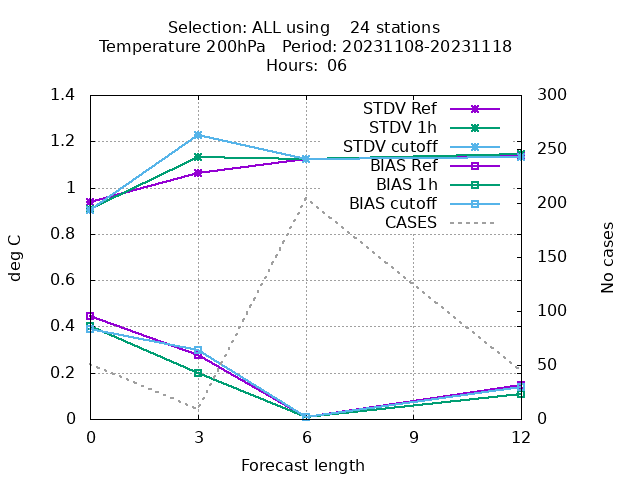 Selection: ALL using    24 stations
Temperature 200hPa   Period: 20231108-20231118
Hours: 06
1.4
1.2
1
0.8
0.6
0.4
0.2
0
deg C
300
250
200
150
100
50
0
No cases
STDV Ref
STDV 1h
STDV cutoff
BIAS Ref
BIAS 1h
BIAS cutoff
CASES
0 3 6 9 12
Forecast length